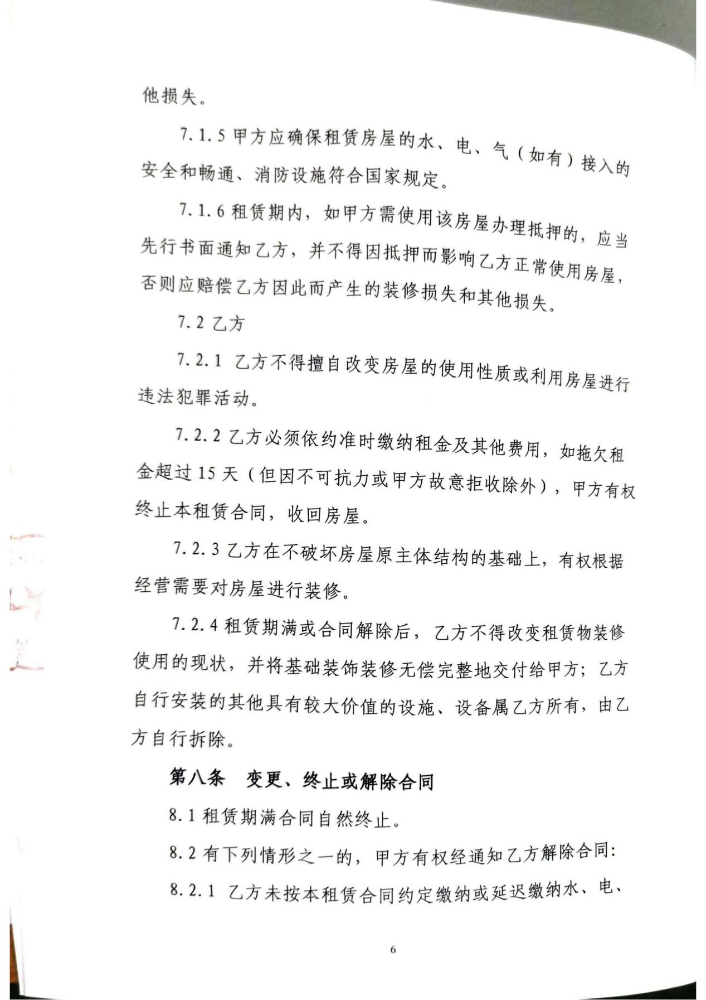 他损失。
7.1.5 甲方应确保租赁房屋的水、电、气（如有）接入的
安全和畅通、消防设施符合国家规定。
7.1.6 租赁期内，如甲方需使用该房屋办理抵押的，应当
先行书面通知乙方，并不得因抵押而影响乙方正常使用房屋，
否则应赔偿乙方因此而产生的装修损失和其他损失。
7.2 乙方
7.2.1 乙方不得擅自改变房屋的使用性质或利用房屋进行
违法犯罪活动。
7.2.2 乙方必须依约准时缴纳租金及其他费用，如拖欠租
金超过 15 天（但因不可抗力或甲方故意拒收除外），甲方有权
终止本租赁合同，收回房屋。
7.2.3 乙方在不破坏房屋原主体结构的基础上，有权根据
经营需要对房屋进行装修。
7.2.4 租赁期满或合同解除后，乙方不得改变租赁物装修
使用的现状，并将基础装饰装修无偿完整地交付给甲方；乙方
自行安装的其他具有较大价值的设施、设备属乙方所有，由乙
方自行拆除。
第八条 变更、终止或解除合同
8.1 租赁期满合同自然终止。
8.2 有下列情形之一的，甲方有权经通知乙方解除合同：
8.2.1 乙方未按本租赁合同约定缴纳或延迟缴纳水、电、
6